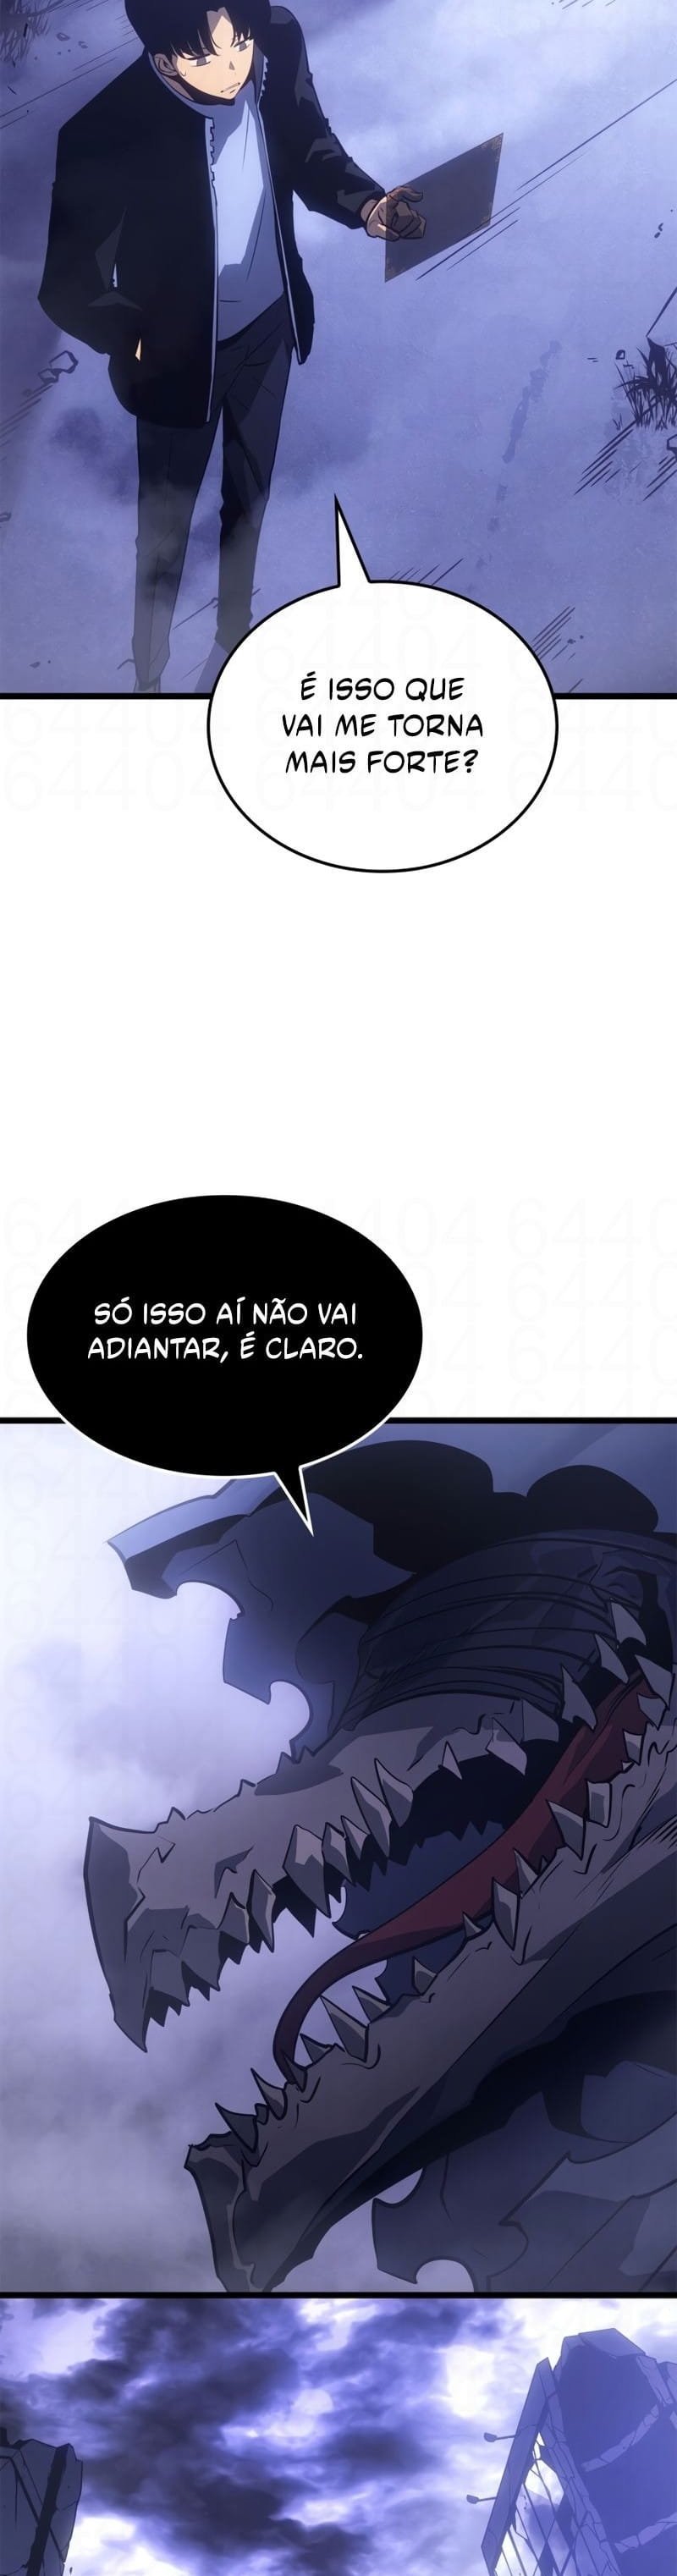 É ISSO QUE
VAI ME TORNA
MAIS FORTE?
SÓ ISSO AÍ NÃO VAI
ADIANTAR, É CLARO.